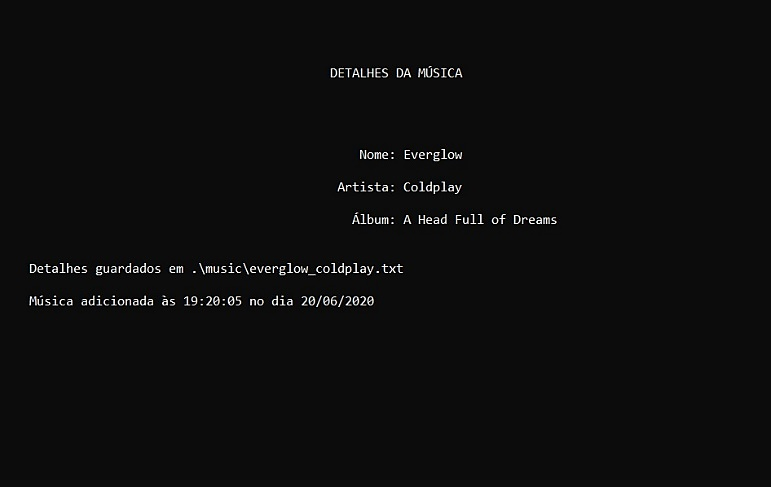 DETALHES DA MÚSICA
Nome: Everglow
Artista: Coldplay
Álbum: A Head Full of Dreams
Detalhes guardados em .\music\everglow_coldplay.txt
Música adicionada às 19:20:05 no dia 20/06/2020